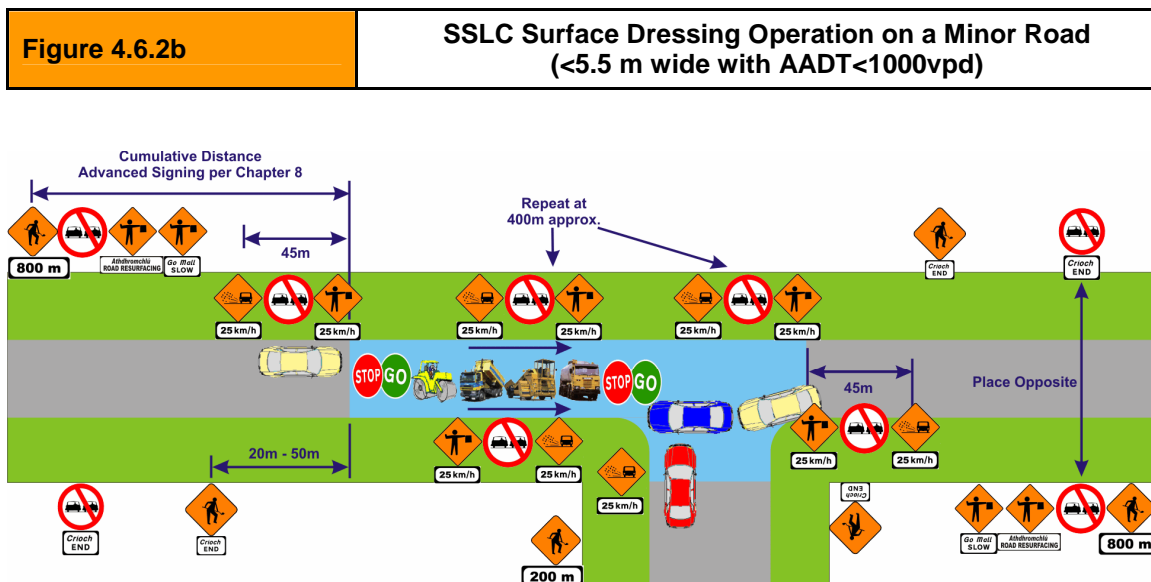 Figure 4.6.2b
SSLC Surface Dressing Operation on a Minor Road
(<5.5 m wide with AADT<1000vpd)
Cumulative Distance
Advanced Signing per Chapter 8
800 m
Athdhromchlú
ROAD RESURFACING
Go Mall
SLOW
45m
Repeat at
400m approx.
Críoch
END
Críoch
END
25 km/h
25 km/h
25 km/h
25 km/h
25 km/h
25 km/h
STOP GO
STOP GO
45m
Place Opposite
25 km/h
25 km/h
25 km/h
25 km/h
25 km/h
20m - 50m
Críoch
END
Críoch
END
200 m
Críoch
END
Go Mall
SLOW
Athdhromchlú
ROAD RESURFACING
800 m